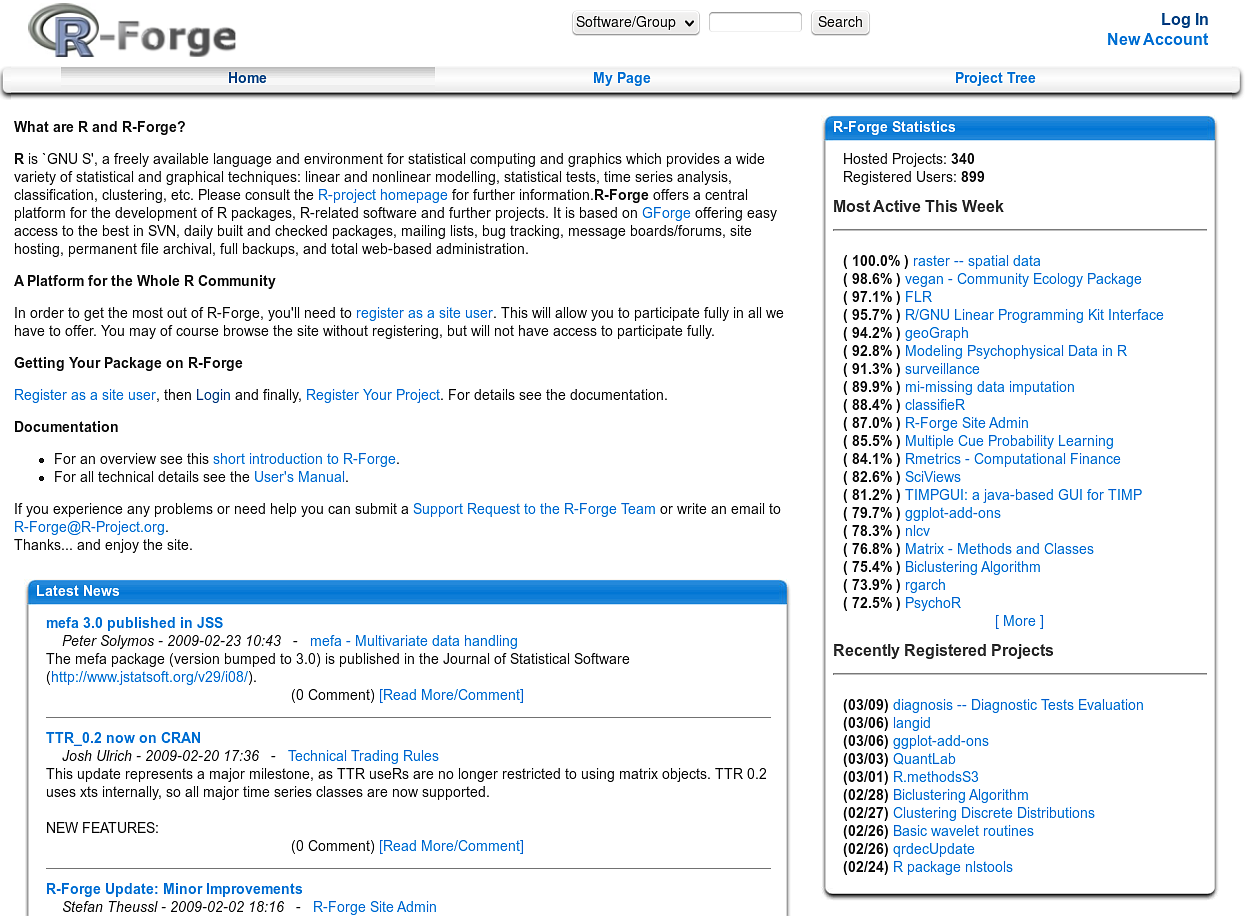 R-Forge
Software/Group
Search
Log In
New Account
Home
My Page
Project Tree
What are R and R-Forge?
R is `GNU S', a freely available language and environment for statistical computing and graphics which provides a wide
variety of statistical and graphical techniques: linear and nonlinear modelling, statistical tests, time series analysis,
classification, clustering, etc. Please consult the R-project homepage for further information.R-Forge offers a central
platform for the development of R packages, R-related software and further projects. It is based on GForge offering easy
access to the best in SVN, daily built and checked packages, mailing lists, bug tracking, message boards/forums, site
hosting, permanent file archival, full backups, and total web-based administration.
A Platform for the Whole R Community
In order to get the most out of R-Forge, you'll need to register as a site user. This will allow you to participate fully in all we
have to offer. You may of course browse the site without registering, but will not have access to participate fully.
Getting Your Package on R-Forge
Register as a site user, then Login and finally, Register Your Project. For details see the documentation.
Documentation
For an overview see this short introduction to R-Forge.
For all technical details see the User's Manual.
If you experience any problems or need help you can submit a Support Request to the R-Forge Team or write an email to
R-Forge@R-Project.org.
Thanks... and enjoy the site.
Latest News
mefa 3.0 published in JSS
Peter Solymos - 2009-02-23 10:43 - mefa - Multivariate data handling
The mefa package (version bumped to 3.0) is published in the Journal of Statistical Software
(http://www.jstatsoft.org/v29/i08/).
(0 Comment) [Read More/Comment]
TTR_0.2 now on CRAN
Josh Ulrich - 2009-02-20 17:36 - Technical Trading Rules
This update represents a major milestone, as TTR useRs are no longer restricted to using matrix objects. TTR 0.2
uses xts internally, so all major time series classes are now supported.
NEW FEATURES:
(0 Comment) [Read More/Comment]
R-Forge Update: Minor Improvements
Stefan Theussl - 2009-02-02 18:16 - R-Forge Site Admin
R-Forge Statistics
Hosted Projects: 340
Registered Users: 899
Most Active This Week
( 100.0% ) raster -- spatial data
( 98.6% ) vegan - Community Ecology Package
( 97.1% ) FLR
( 95.7% ) R/GNU Linear Programming Kit Interface
( 94.2% ) geoGraph
( 92.8% ) Modeling Psychophysical Data in R
( 91.3% ) surveillance
( 89.9% ) mi-missing data imputation
( 88.4% ) classifieR
( 87.0% ) R-Forge Site Admin
( 85.5% ) Multiple Cue Probability Learning
( 84.1% ) Rmetrics - Computational Finance
( 82.6% ) SciViews
( 81.2% ) TIMPGUI: a java-based GUI for TIMP
( 79.7% ) ggplot-add-ons
( 78.3% ) nlcv
( 76.8% ) Matrix - Methods and Classes
( 75.4% ) Biclustering Algorithm
( 73.9% ) rgarch
( 72.5% ) PsychoR
[ More ]
Recently Registered Projects
(03/09) diagnosis -- Diagnostic Tests Evaluation
(03/06) langid
(03/06) ggplot-add-ons
(03/03) QuantLab
(03/01) R.methodsS3
(02/28) Biclustering Algorithm
(02/27) Clustering Discrete Distributions
(02/26) Basic wavelet routines
(02/26) qrdecUpdate
(02/24) R package nlstools